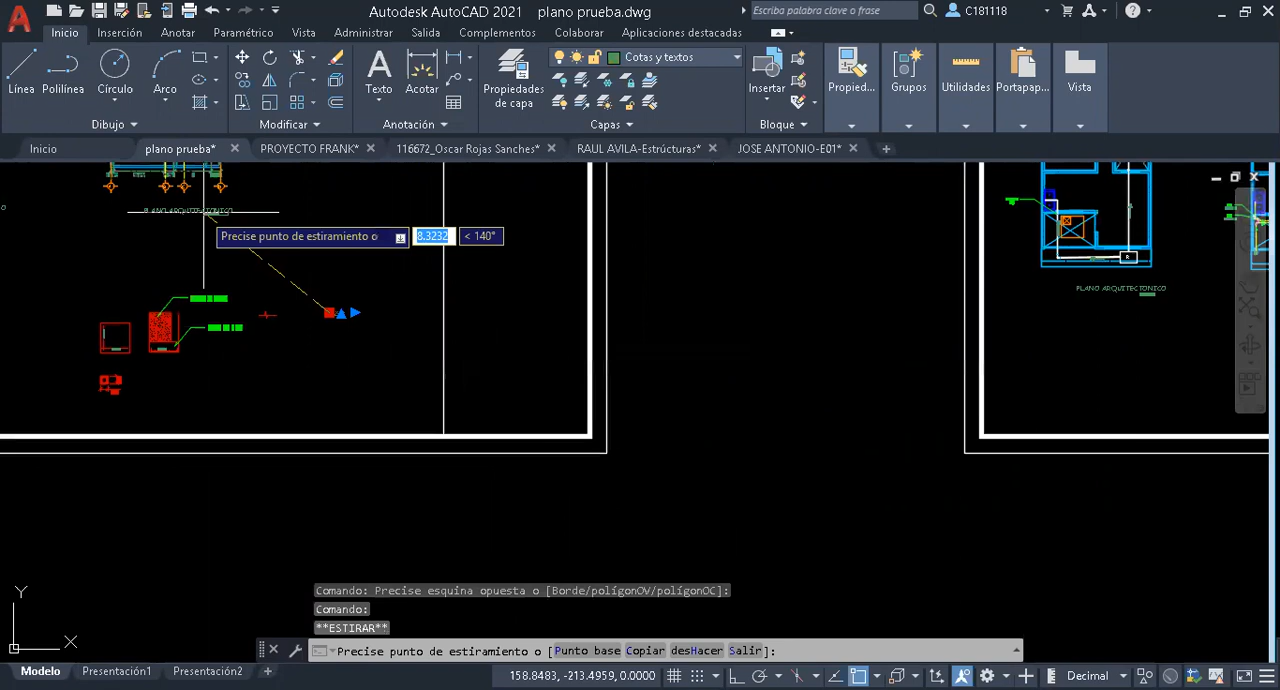 Autodesk AutoCAD 2021 plano prueba.dwg
Escriba palabra clave o frase
C181118
Inicio Inserción Anotar Paramétrico Vista Administrar Salida Complementos Colaborar Aplicaciones destacadas
Línea Polilínea Círculo Arco
Texto Acotar
Propiedades de capa
Cotas y textos
Insertar
Propied... Grupos Utilidades Portapap... Vista
Dibujo Modificar Anotación Capas Bloque
Inicio plano prueba* PROYECTO FRANK* 116672_Oscar Rojas Sanches* RAUL AVILA-Estrúcturas* JOSE ANTONIO-E01*
PLANO ARQUITECTONICO
Precise punto de estiramiento o 8.3232 < 140°
PLANO ARQUITECTONICO
Comando: Precise esquina opuesta o [Borde/polígonOV/polígonOC]:
Comando:
**ESTIRAR**
Precise punto de estiramiento o [Punto base Copiar desHacer Salir]:
Y
X
Modelo Presentación1 Presentación2
158.8483, -213.4959, 0.0000
Decimal